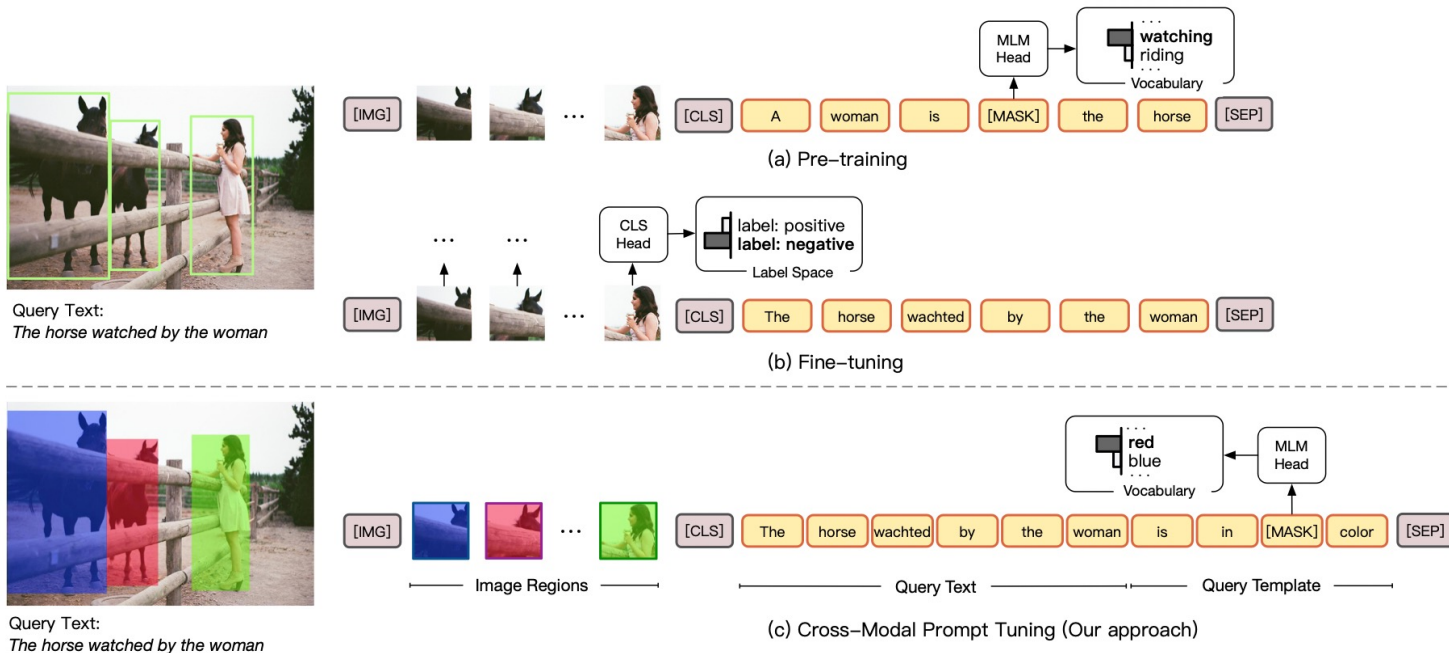 MLM
Head
. . .
watching
riding
. . .
Vocabulary
[IMG]
...
[CLS]
A
woman
is
[MASK]
the
horse
[SEP]
(a) Pre-training
Query Text:
The horse watched by the woman
...
...
CLS
Head
label: positive
label: negative
Label Space
[IMG]
...
[CLS]
The
horse
wachted
by
the
woman
[SEP]
(b) Fine-tuning
. . .
red
blue
. . .
Vocabulary
MLM
Head
[IMG]
...
[CLS]
The
horse
wachted
by
the
woman
is
in
[MASK]
color
[SEP]
Image Regions
Query Text
Query Template
Query Text:
The horse watched by the woman
(c) Cross-Modal Prompt Tuning (Our approach)